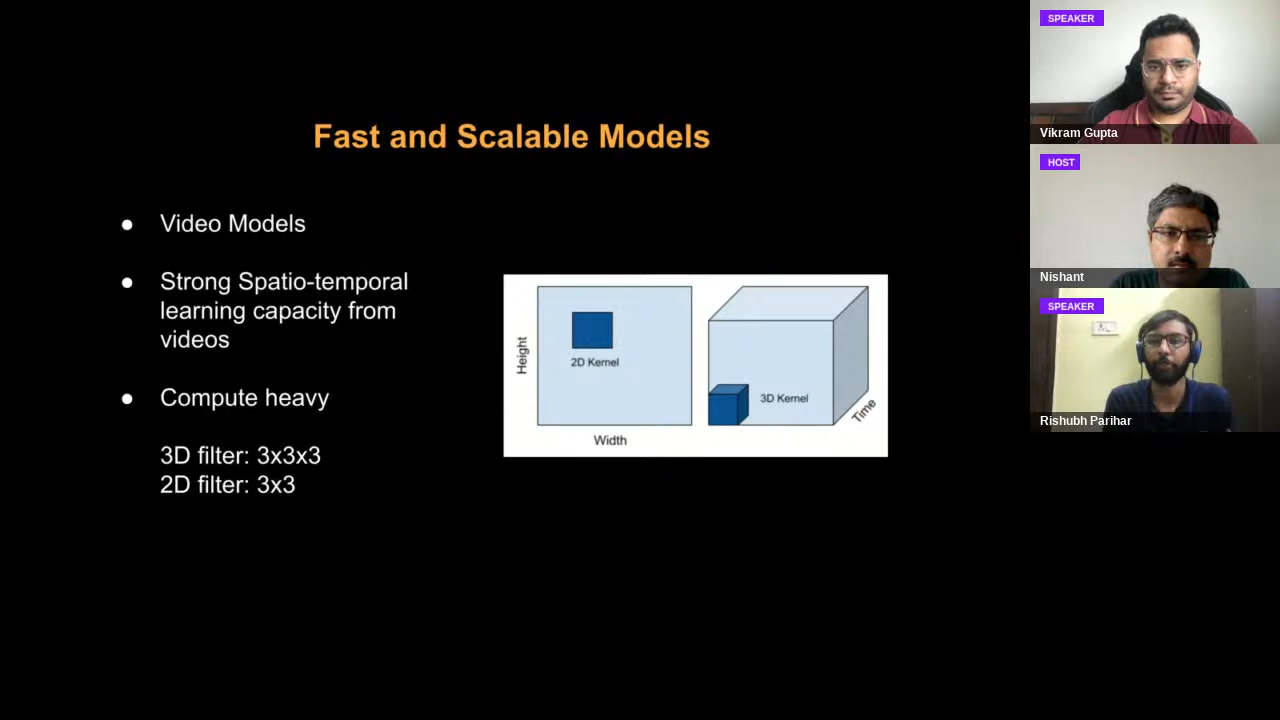 Fast and Scalable Models
● Video Models
● Strong Spatio-temporal
learning capacity from
videos
● Compute heavy
3D filter: 3x3x3
2D filter: 3x3
Height
2D Kernel
Width
3D Kernel
Time
SPEAKER
Vikram Gupta
HOST
Nishant
SPEAKER
Rishubh Parihar